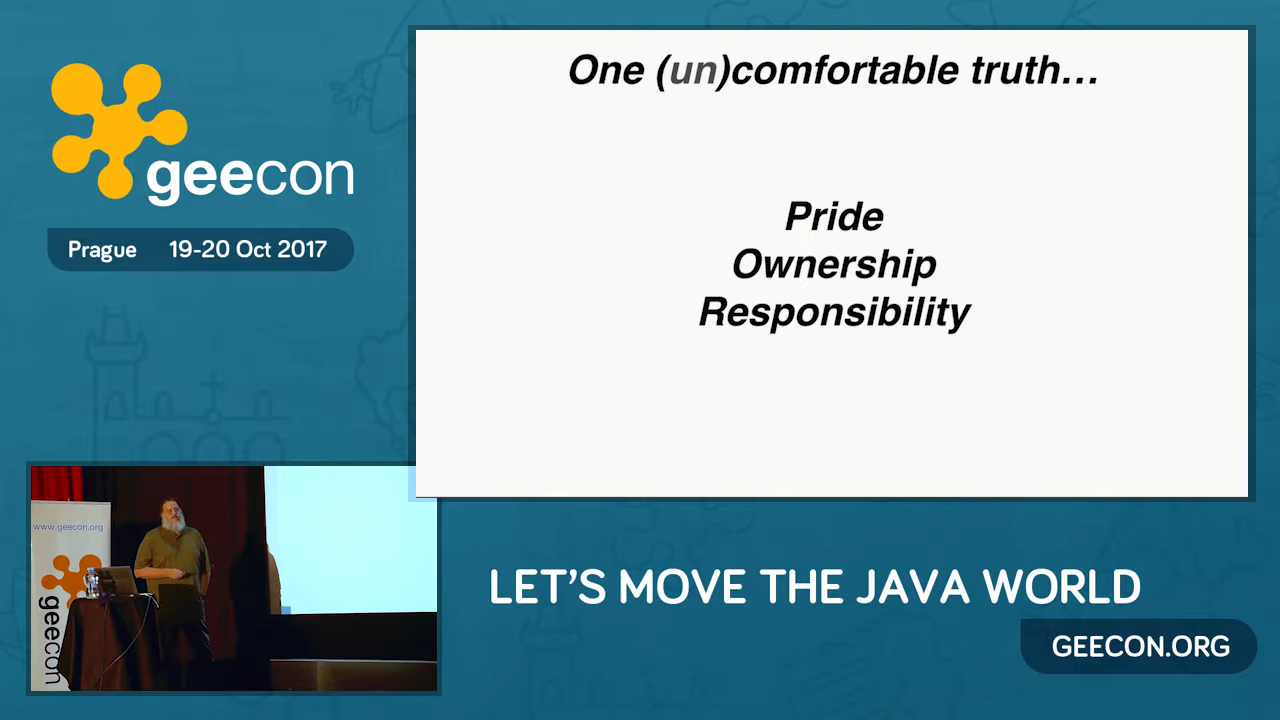 geecon
Prague 19-20 Oct 2017
One (un)comfortable truth...
Pride
Ownership
Responsibility
www.geecon.org
geecon
LET'S MOVE THE JAVA WORLD
GEECON.ORG